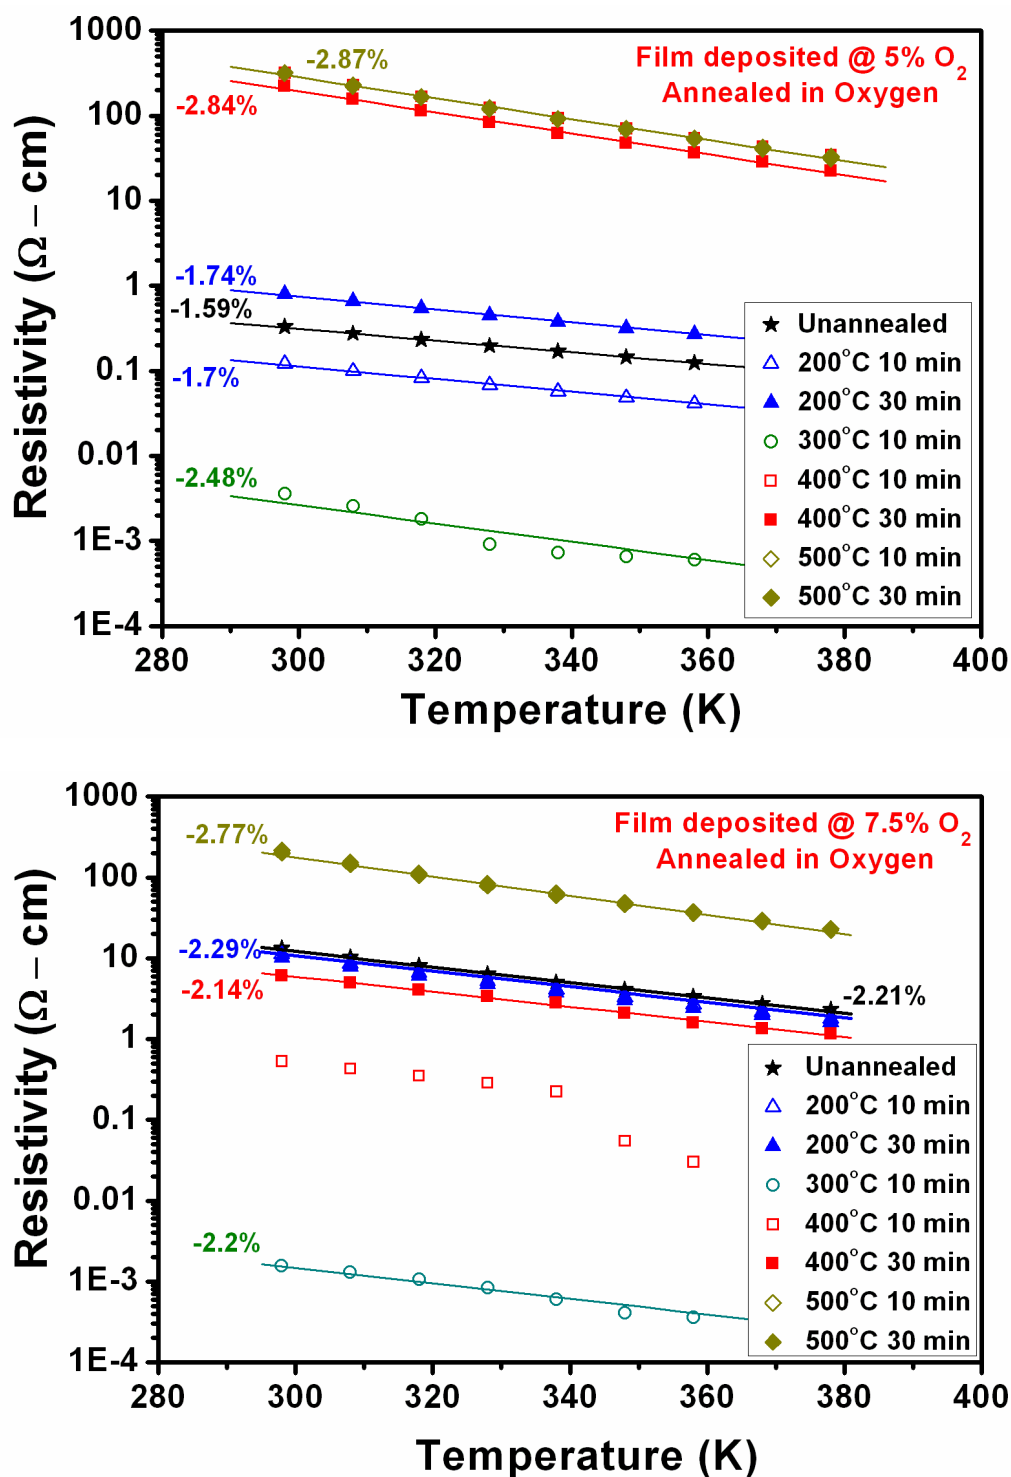 1000
100
10
1
0.1
0.01
1E-3
1E-4
Resistivity (Ω – cm)
-2.87%
-2.84%
-1.74%
-1.59%
-1.7%
-2.48%
Film deposited @ 5% O₂
Annealed in Oxygen
Unannealed
200°C 10 min
200°C 30 min
300°C 10 min
400°C 10 min
400°C 30 min
500°C 10 min
500°C 30 min
280 300 320 340 360 380 400
Temperature (K)
1000
100
10
1
0.1
0.01
1E-3
1E-4
Resistivity (Ω – cm)
-2.77%
-2.29%
-2.14%
-2.2%
-2.21%
Film deposited @ 7.5% O₂
Annealed in Oxygen
Unannealed
200°C 10 min
200°C 30 min
300°C 10 min
400°C 10 min
400°C 30 min
500°C 10 min
500°C 30 min
280 300 320 340 360 380 400
Temperature (K)